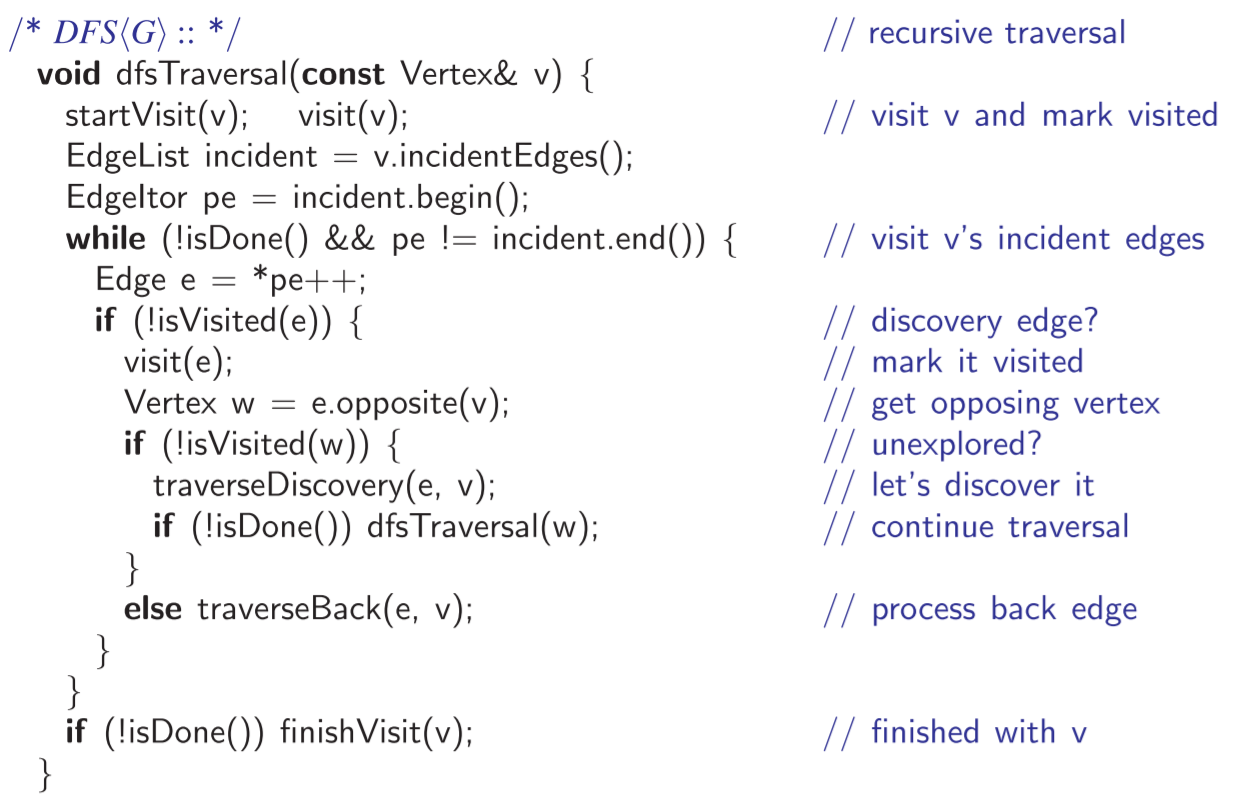 /* DFS⟨G⟩ :: */ // recursive traversal
void dfsTraversal(const Vertex& v) {
startVisit(v); visit(v); // visit v and mark visited
EdgeList incident = v.incidentEdges();
EdgeItor pe = incident.begin();
while (!isDone() && pe != incident.end()) { // visit v's incident edges
Edge e = *pe++;
if (!isVisited(e)) { // discovery edge?
visit(e); // mark it visited
Vertex w = e.opposite(v); // get opposing vertex
if (!isVisited(w)) { // unexplored?
traverseDiscovery(e, v); // let's discover it
if (!isDone()) dfsTraversal(w); // continue traversal
}
else traverseBack(e, v); // process back edge
}
}
if (!isDone()) finishVisit(v); // finished with v
}